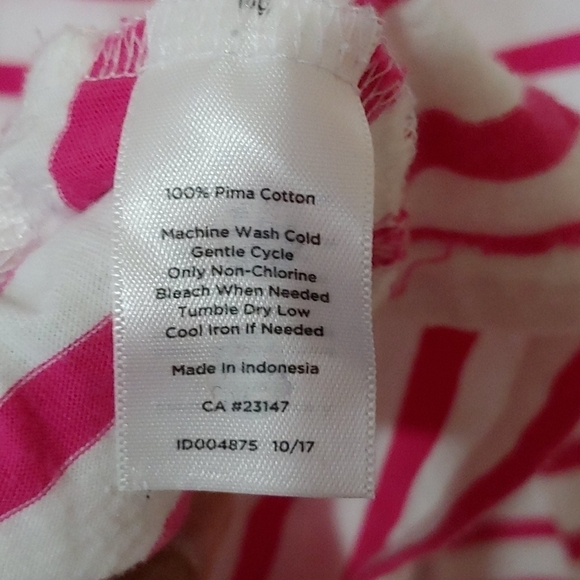 100% Pima Cotton
Machine Wash Cold
Gentle Cycle
Only Non-Chlorine
Bleach When Needed
Tumble Dry Low
Cool Iron If Needed
Made In Indonesia
CA #23147
ID004875 10/17